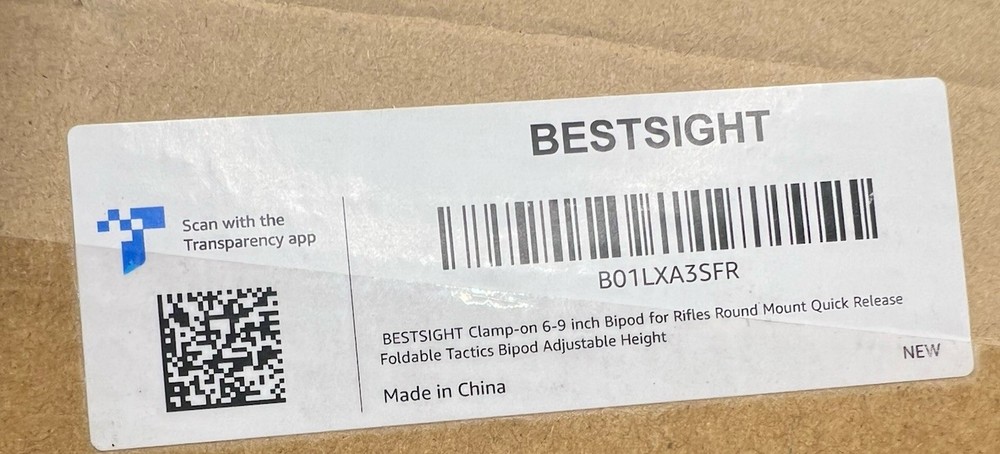 BESTSIGHT
Scan with the
Transparency app
B01LXA3SFR
BESTSIGHT Clamp-on 6-9 inch Bipod for Rifles Round Mount Quick Release
Foldable Tactics Bipod Adjustable Height
NEW
Made in China